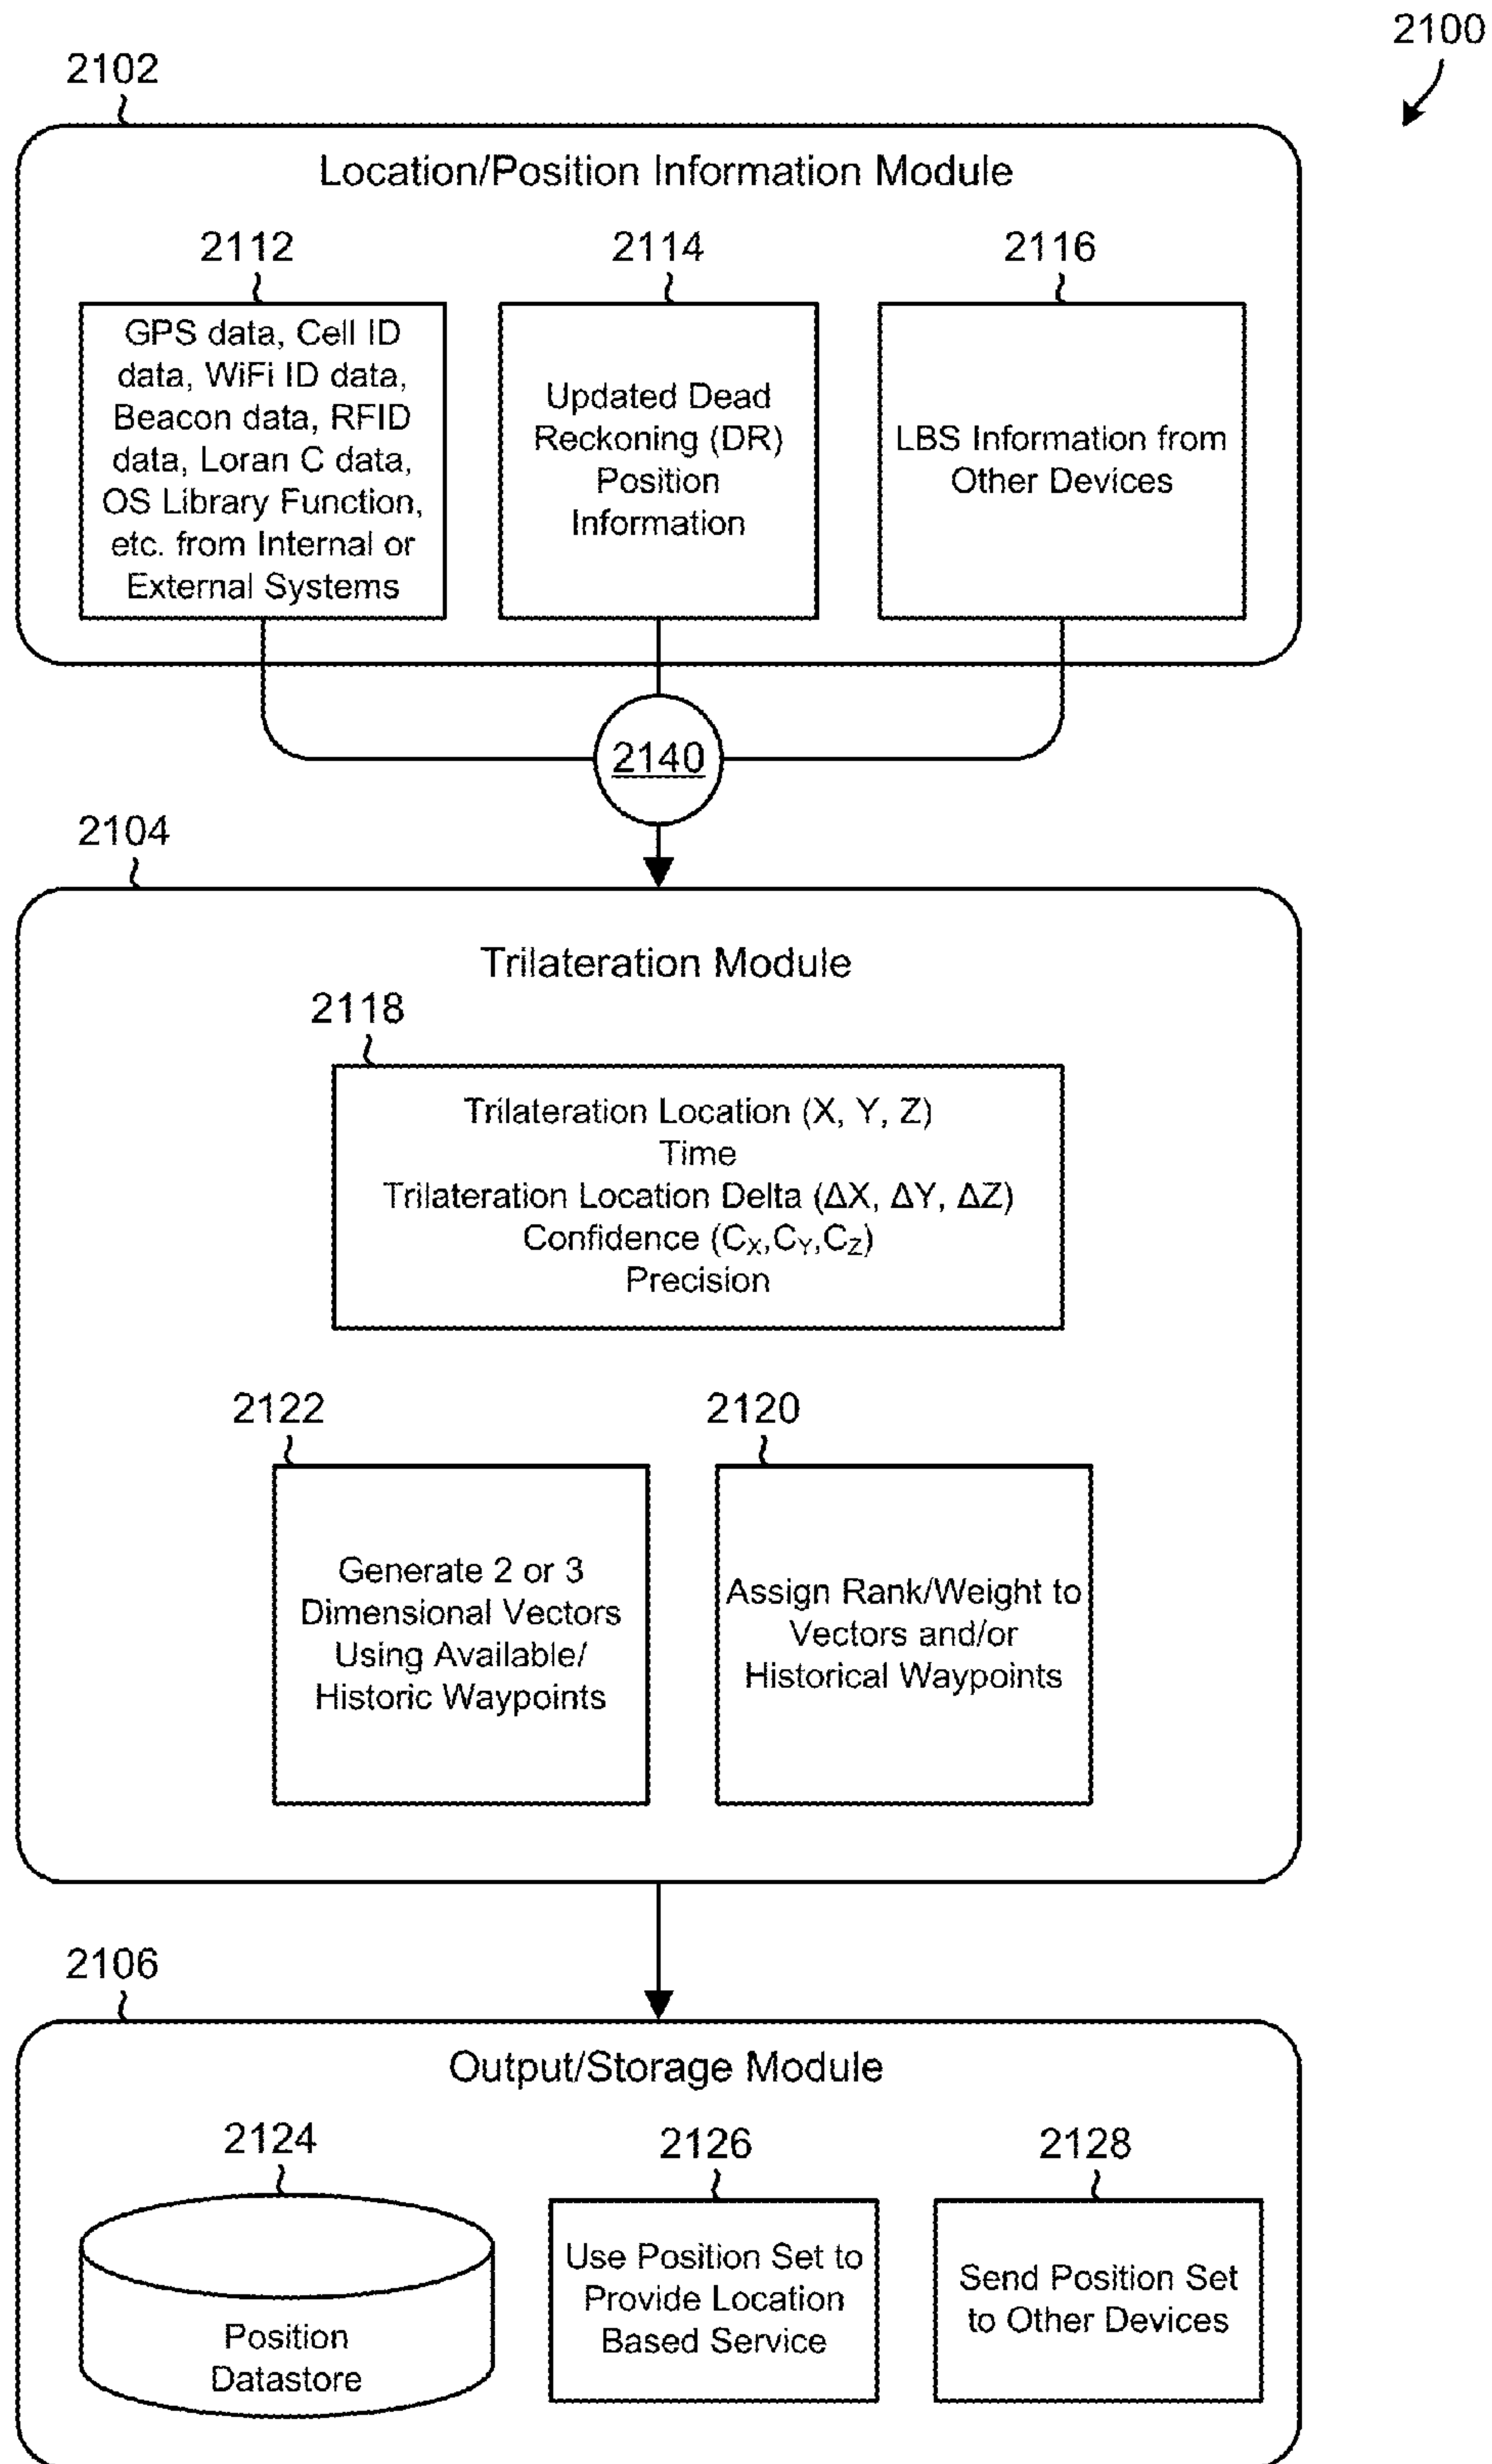 2100
2102
Location/Position Information Module
2112
2114
2116
GPS data, Cell ID
data, WiFi ID data,
Beacon data, RFID
data, Loran C data,
OS Library Function,
etc. from Internal or
External Systems
Updated Dead
Reckoning (DR)
Position
Information
LBS Information from
Other Devices
2140
2104
Trilateration Module
2118
Trilateration Location (X, Y, Z)
Time
Trilateration Location Delta (ΔX, ΔY, ΔZ)
Confidence (CX,CY,CZ)
Precision
2122
2120
Generate 2 or 3
Dimensional Vectors
Using Available/
Historic Waypoints
Assign Rank/Weight to
Vectors and/or
Historical Waypoints
2106
Output/Storage Module
2124
2126
2128
Position
Datastore
Use Position Set to
Provide Location
Based Service
Send Position Set
to Other Devices